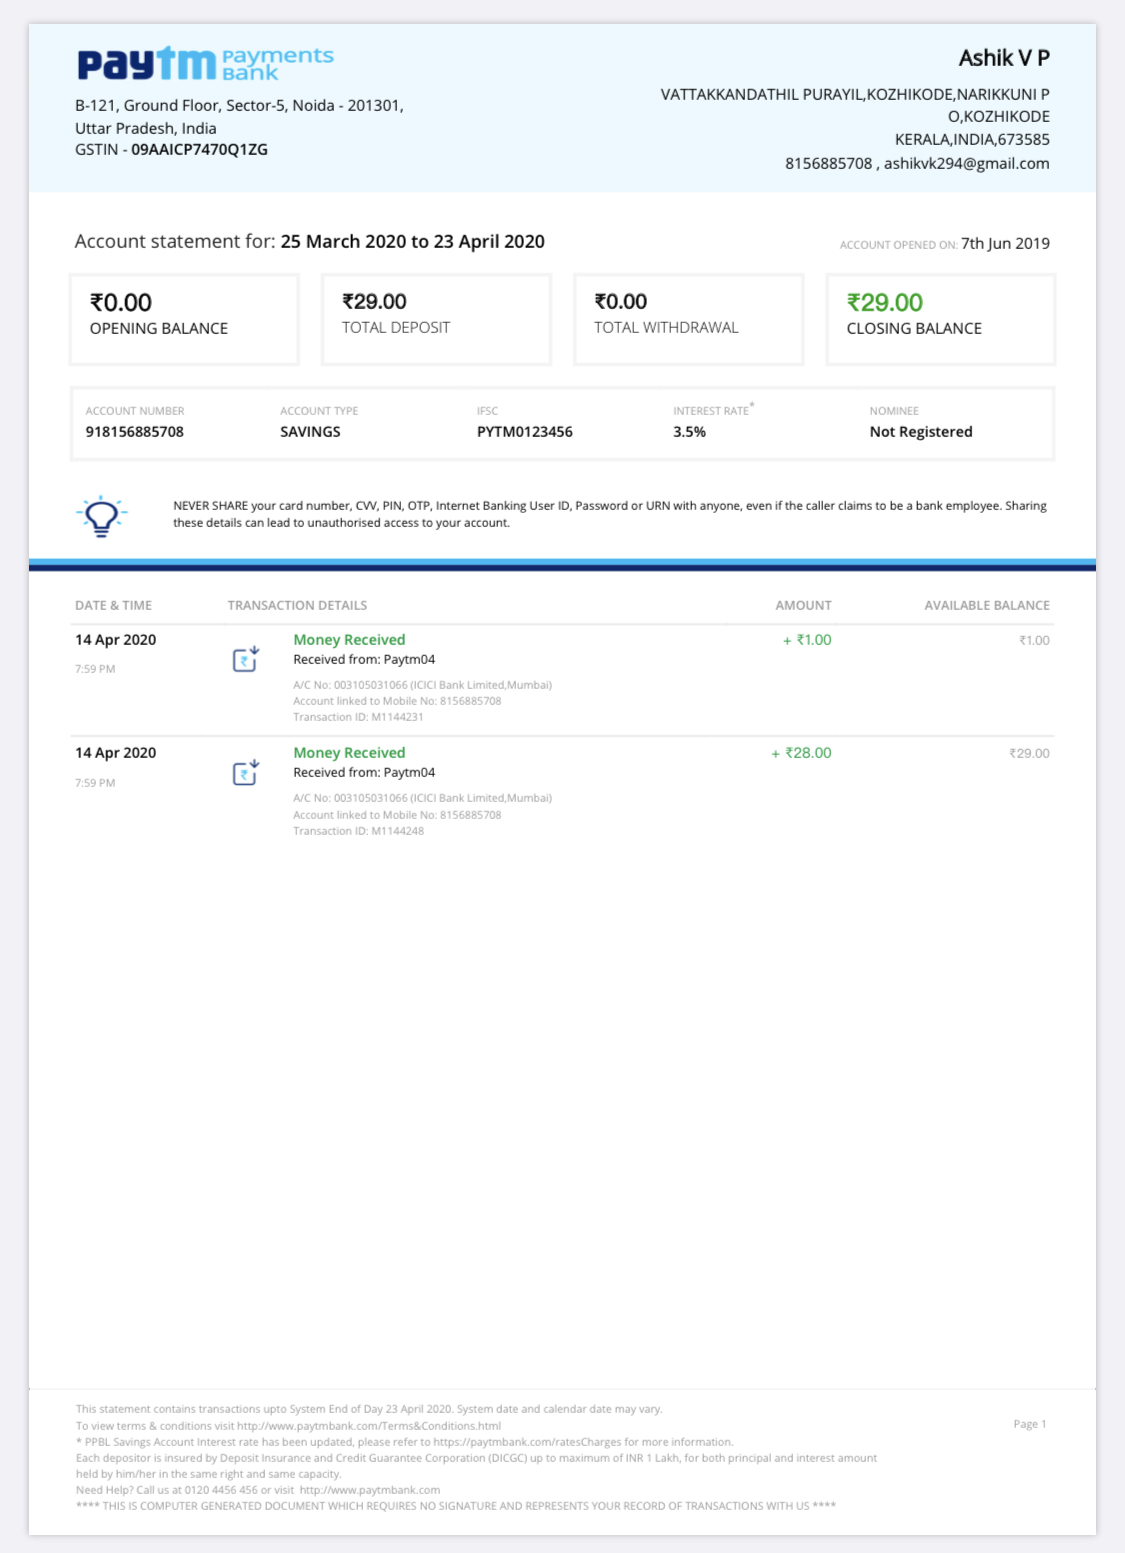 paytm Payments Bank
B-121, Ground Floor, Sector-5, Noida - 201301,
Uttar Pradesh, India
GSTIN - 09AAICP7470Q1ZG
Ashik V P
VATTAKKANDATHIL PURAYIL,KOZHIKODE,NARIKKUNI P
O,KOZHIKODE
KERALA,INDIA,673585
8156885708 , ashikvk294@gmail.com
Account statement for: 25 March 2020 to 23 April 2020
ACCOUNT OPENED ON: 7th Jun 2019
₹0.00
OPENING BALANCE
₹29.00
TOTAL DEPOSIT
₹0.00
TOTAL WITHDRAWAL
₹29.00
CLOSING BALANCE
ACCOUNT NUMBER
918156885708
ACCOUNT TYPE
SAVINGS
IFSC
PYTM0123456
INTEREST RATE*
3.5%
NOMINEE
Not Registered
NEVER SHARE your card number, CVV, PIN, OTP, Internet Banking User ID, Password or URN with anyone, even if the caller claims to be a bank employee. Sharing
these details can lead to unauthorised access to your account.
DATE & TIME TRANSACTION DETAILS AMOUNT AVAILABLE BALANCE
14 Apr 2020 Money Received + ₹1.00 ₹1.00
Received from: Paytm04
7:59 PM
A/C No: 003105031066 (ICICI Bank Limited,Mumbai)
Account linked to Mobile No: 8156885708
Transaction ID: M1144231
14 Apr 2020 Money Received + ₹28.00 ₹29.00
Received from: Paytm04
7:59 PM
A/C No: 003105031066 (ICICI Bank Limited,Mumbai)
Account linked to Mobile No: 8156885708
Transaction ID: M1144248
This statement contains transactions upto System End of Day 23 April 2020. System date and calendar date may vary.
To view terms & conditions visit http://www.paytmbank.com/Terms&Conditions.html
Page 1
* PPBL Savings Account Interest rate has been updated, please refer to https://paytmbank.com/ratesCharges for more information.
Each depositor is insured by Deposit Insurance and Credit Guarantee Corporation (DICGC) up to maximum of INR 1 Lakh, for both principal and interest amount
held by him/her in the same right and same capacity.
Need Help? Call us at 0120 4456 456 or visit http://www.paytmbank.com
**** THIS IS COMPUTER GENERATED DOCUMENT WHICH REQUIRES NO SIGNATURE AND REPRESENTS YOUR RECORD OF TRANSACTIONS WITH US ****